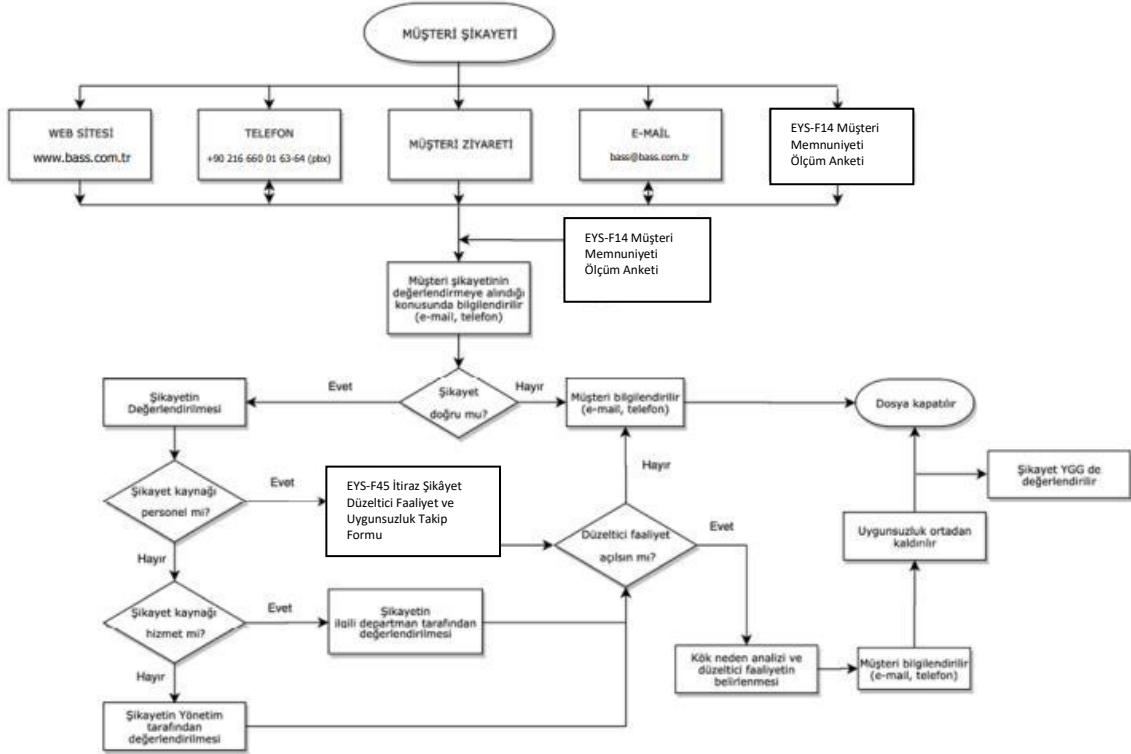 MÜŞTERİ ŞİKAYETİ
WEB SİTESİ
www.bass.com.tr
TELEFON
+90 216 660 01 63-64 (pbx)
MÜŞTERİ ZİYARETİ
E-MAİL
bass@bass.com.tr
EYS-F14 Müşteri
Memnuniyeti
Ölçüm Anketi
EYS-F14 Müşteri
Memnuniyeti
Ölçüm Anketi
Müşteri şikayetinin
değerlendirmeye alındığı
konusunda bilgilendirilir
(e-mail, telefon)
Şikayet
doğru mu?
Evet
Hayır
Şikayetin
Değerlendirilmesi
Müşteri bilgilendirilir
(e-mail, telefon)
Dosya kapatılır
Şikayet kaynağı
personel mi?
Evet
EYS-F45 İtiraz Şikâyet
Düzeltici Faaliyet ve
Uygunsuzluk Takip
Formu
Hayır
Düzeltici faaliyet
açılsın mı?
Evet
Şikayet YGG de
değerlendirilir
Uygunsuzluk ortadan
kaldırılır
Hayır
Şikayet kaynağı
hizmet mi?
Evet
Şikayetin
ilgili departman tarafından
değerlendirilmesi
Hayır
Şikayetin Yönetim
tarafından
değerlendirilmesi
Kök neden analizi ve
düzeltici faaliyetin
belirlenmesi
Müşteri bilgilendirilir
(e-mail, telefon)